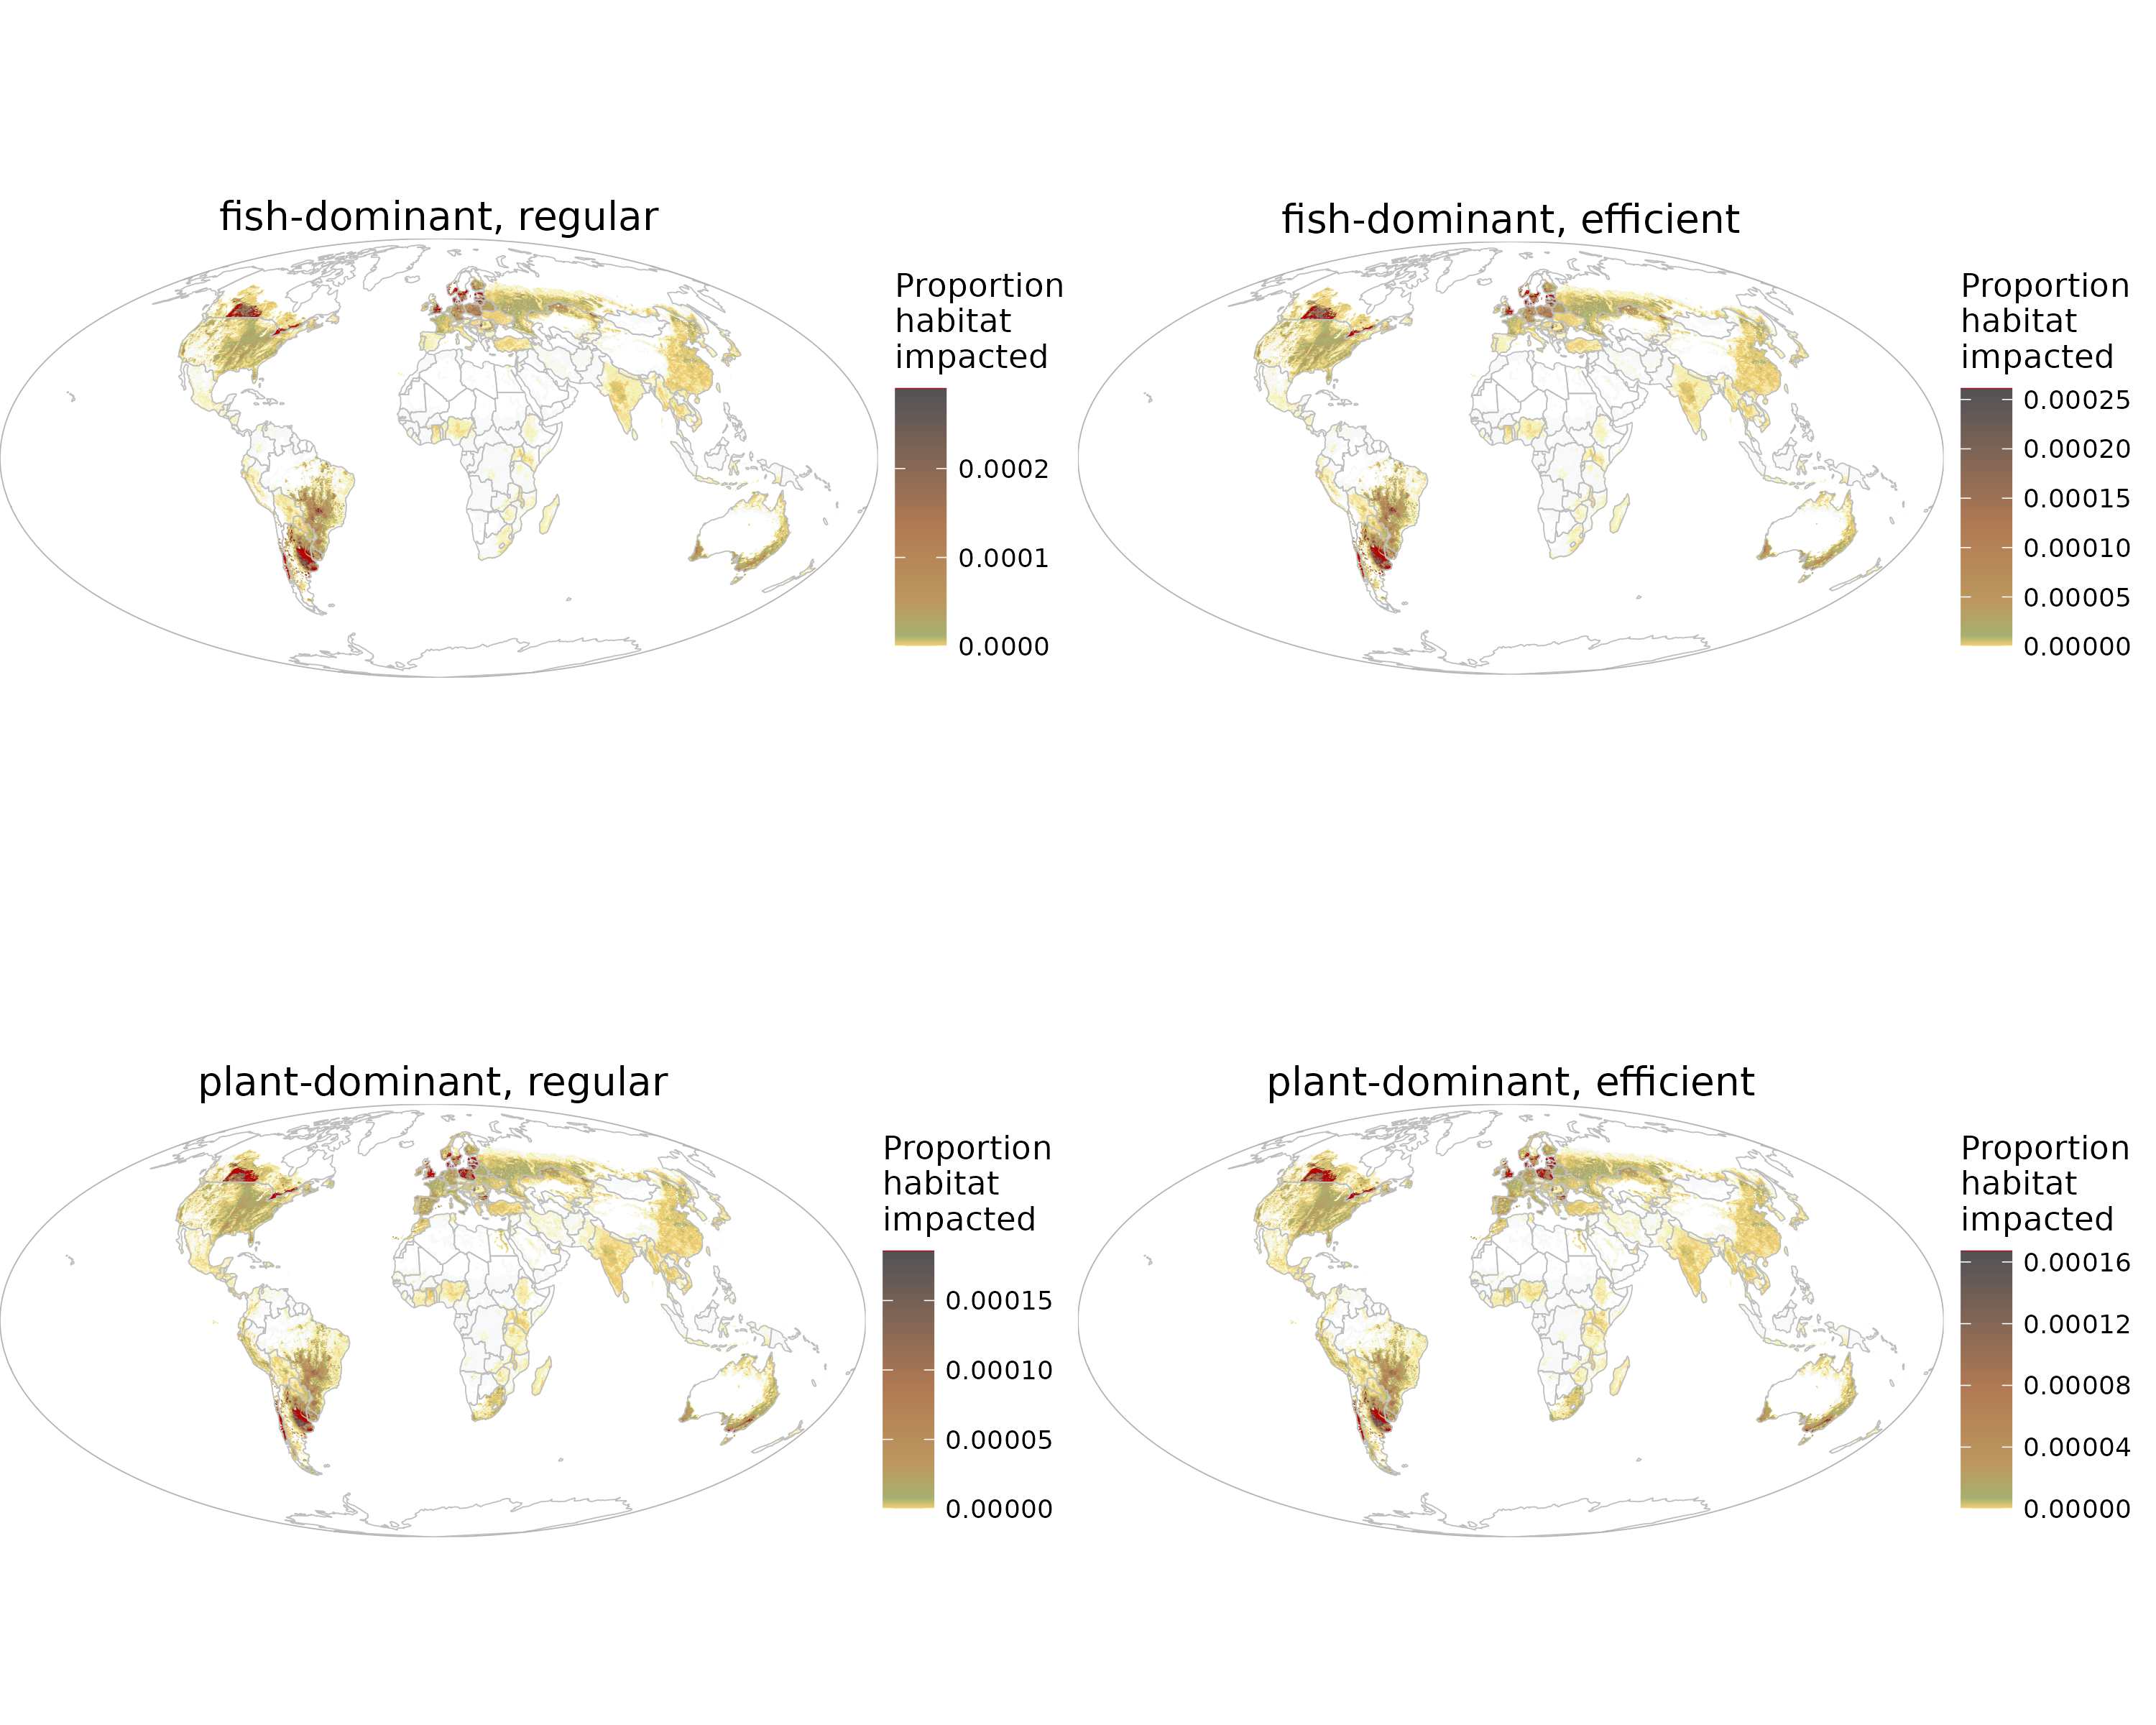 fish-dominant, regular
Proportion
habitat
impacted
0.0002
0.0001
0.0000
fish-dominant, efficient
Proportion
habitat
impacted
0.00025
0.00020
0.00015
0.00010
0.00005
0.00000
plant-dominant, regular
Proportion
habitat
impacted
0.00015
0.00010
0.00005
0.00000
plant-dominant, efficient
Proportion
habitat
impacted
0.00016
0.00012
0.00008
0.00004
0.00000